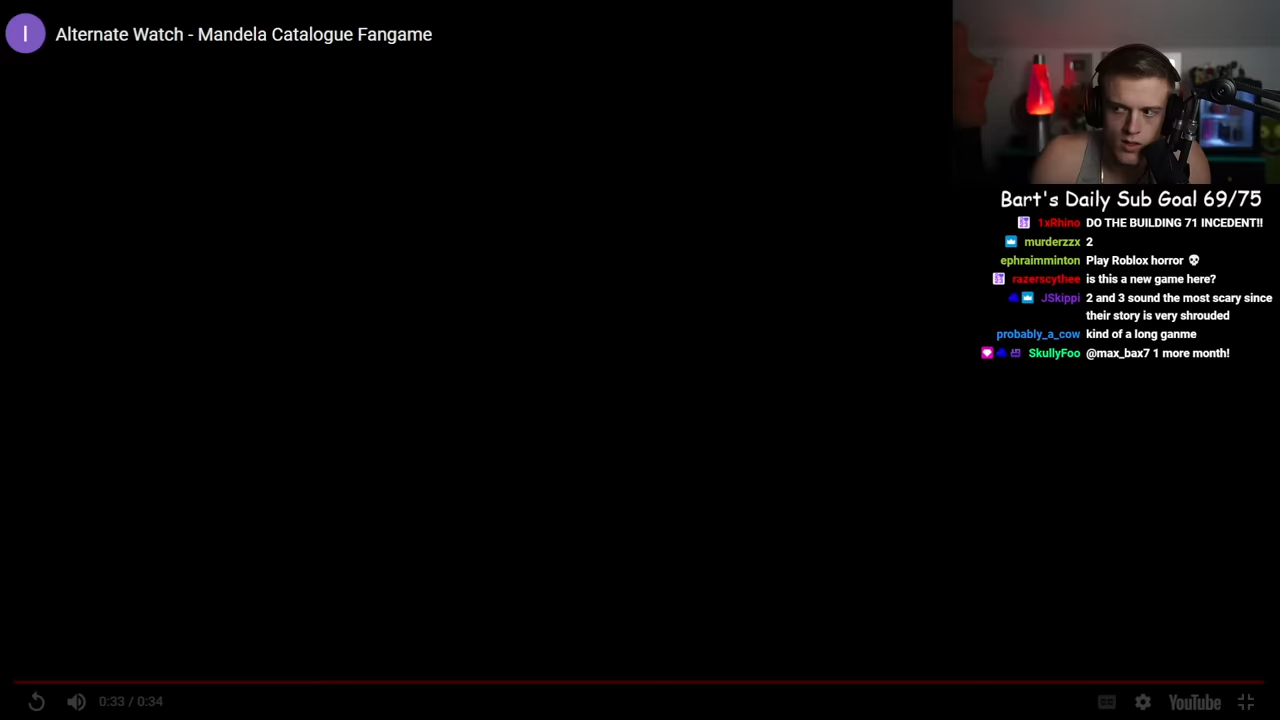 I
Alternate Watch - Mandela Catalogue Fangame
Bart's Daily Sub Goal 69/75
1xRhino DO THE BUILDING 71 INCEDENT!!
murderzzx 2
ephraimminton Play Roblox horror 💀
razerscythee is this a new game here?
JSkippi 2 and 3 sound the most scary since
their story is very shrouded
probably_a_cow kind of a long ganme
SkullyFoo @max_bax7 1 more month!
0:33 / 0:34
CC
YouTube